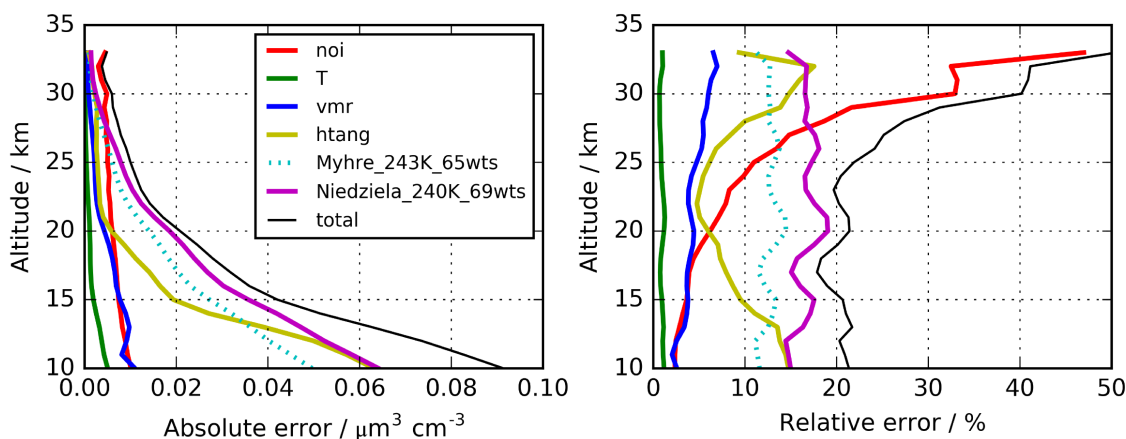 35
30
25
20
15
10
Altitude / km
0.00
0.02
0.04
0.06
0.08
0.10
Absolute error / μm³ cm⁻³
noi
T
vmr
htang
Myhre_243K_65wts
Niedziela_240K_69wts
total
35
30
25
20
15
10
Altitude / km
0
10
20
30
40
50
Relative error / %